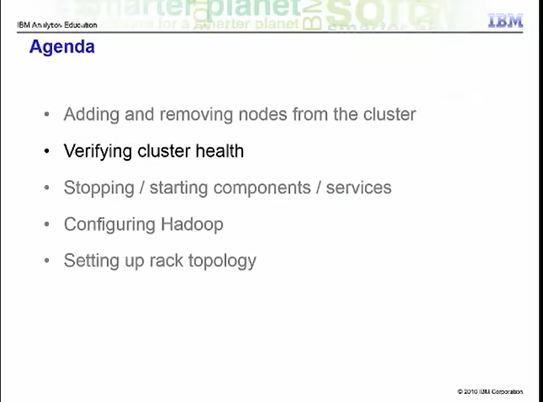 IBM Analytics Education
IBM
Agenda
• Adding and removing nodes from the cluster
• Verifying cluster health
• Stopping / starting components / services
• Configuring Hadoop
• Setting up rack topology
© 2016 IBM Corporation